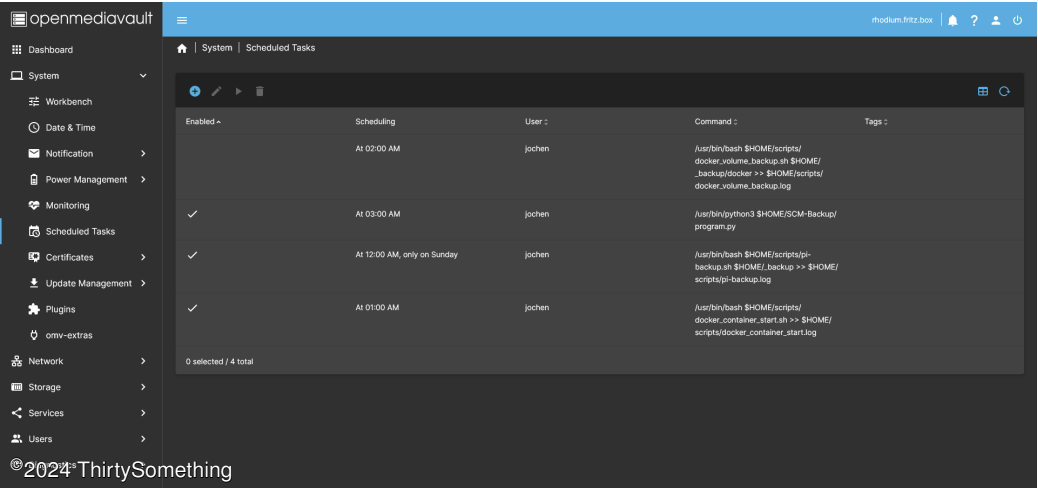 openmediavault
rhodium.fritz.box
Dashboard
System
Workbench
Date & Time
Notification
Power Management
Monitoring
Scheduled Tasks
Certificates
Update Management
Plugins
omv-extras
Network
Storage
Services
Users
System | Scheduled Tasks
Enabled Scheduling User Command Tags
At 02:00 AM jochen /usr/bin/bash $HOME/scripts/
docker_volume_backup.sh $HOME/
_backup/docker >> $HOME/scripts/
docker_volume_backup.log
At 03:00 AM jochen /usr/bin/python3 $HOME/SCM-Backup/
program.py
At 12:00 AM, only on Sunday jochen /usr/bin/bash $HOME/scripts/pi-
backup.sh $HOME/_backup >> $HOME/
scripts/pi-backup.log
At 01:00 AM jochen /usr/bin/bash $HOME/scripts/
docker_container_start.sh >> $HOME/
scripts/docker_container_start.log
0 selected / 4 total
©2024 ThirtySomething